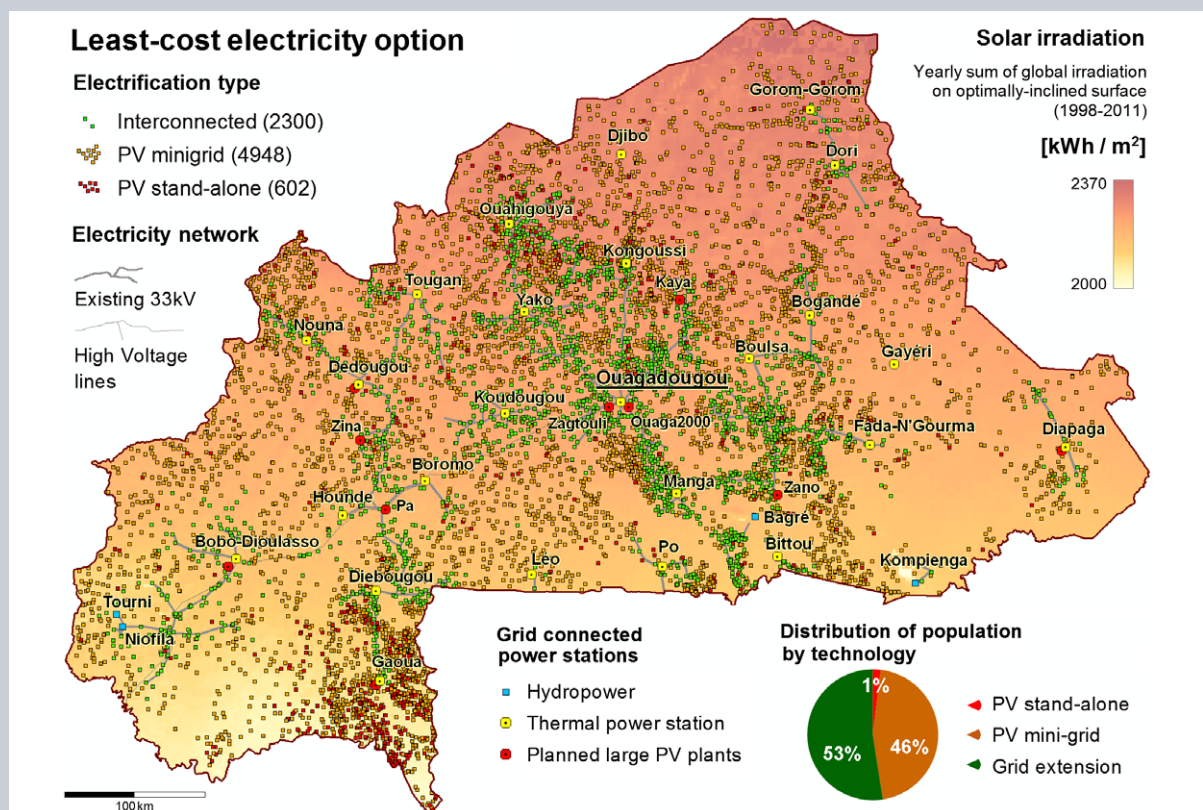 Least-cost electricity option
Electrification type
Interconnected (2300)
PV minigrid (4948)
PV stand-alone (602)
Electricity network
Existing 33kV
High Voltage
lines
Solar irradiation
Yearly sum of global irradiation
on optimally-inclined surface
(1998-2011)
[kWh / m²]
2370
2000
Gorom-Gorom
Djibo
Dori
Ouahigouya
Kongoussi
Tougan
Kaya
Yako
Bogandé
Nouna
Boulsa
Gayéri
Dedougou
Ouagadougou
Koudougou
Zagtouli
Ouaga2000
Zina
Fada-N'Gourma
Diapaga
Boromo
Manga
Zano
Hounde
Pa
Bagré
Bobo-Dioulasso
Leo
Po
Bittou
Kompienga
Diebougou
Tourni
Niofila
Gaoua
Grid connected
power stations
Hydropower
Thermal power station
Planned large PV plants
Distribution of population
by technology
1%
53%
46%
PV stand-alone
PV mini-grid
Grid extension
100km